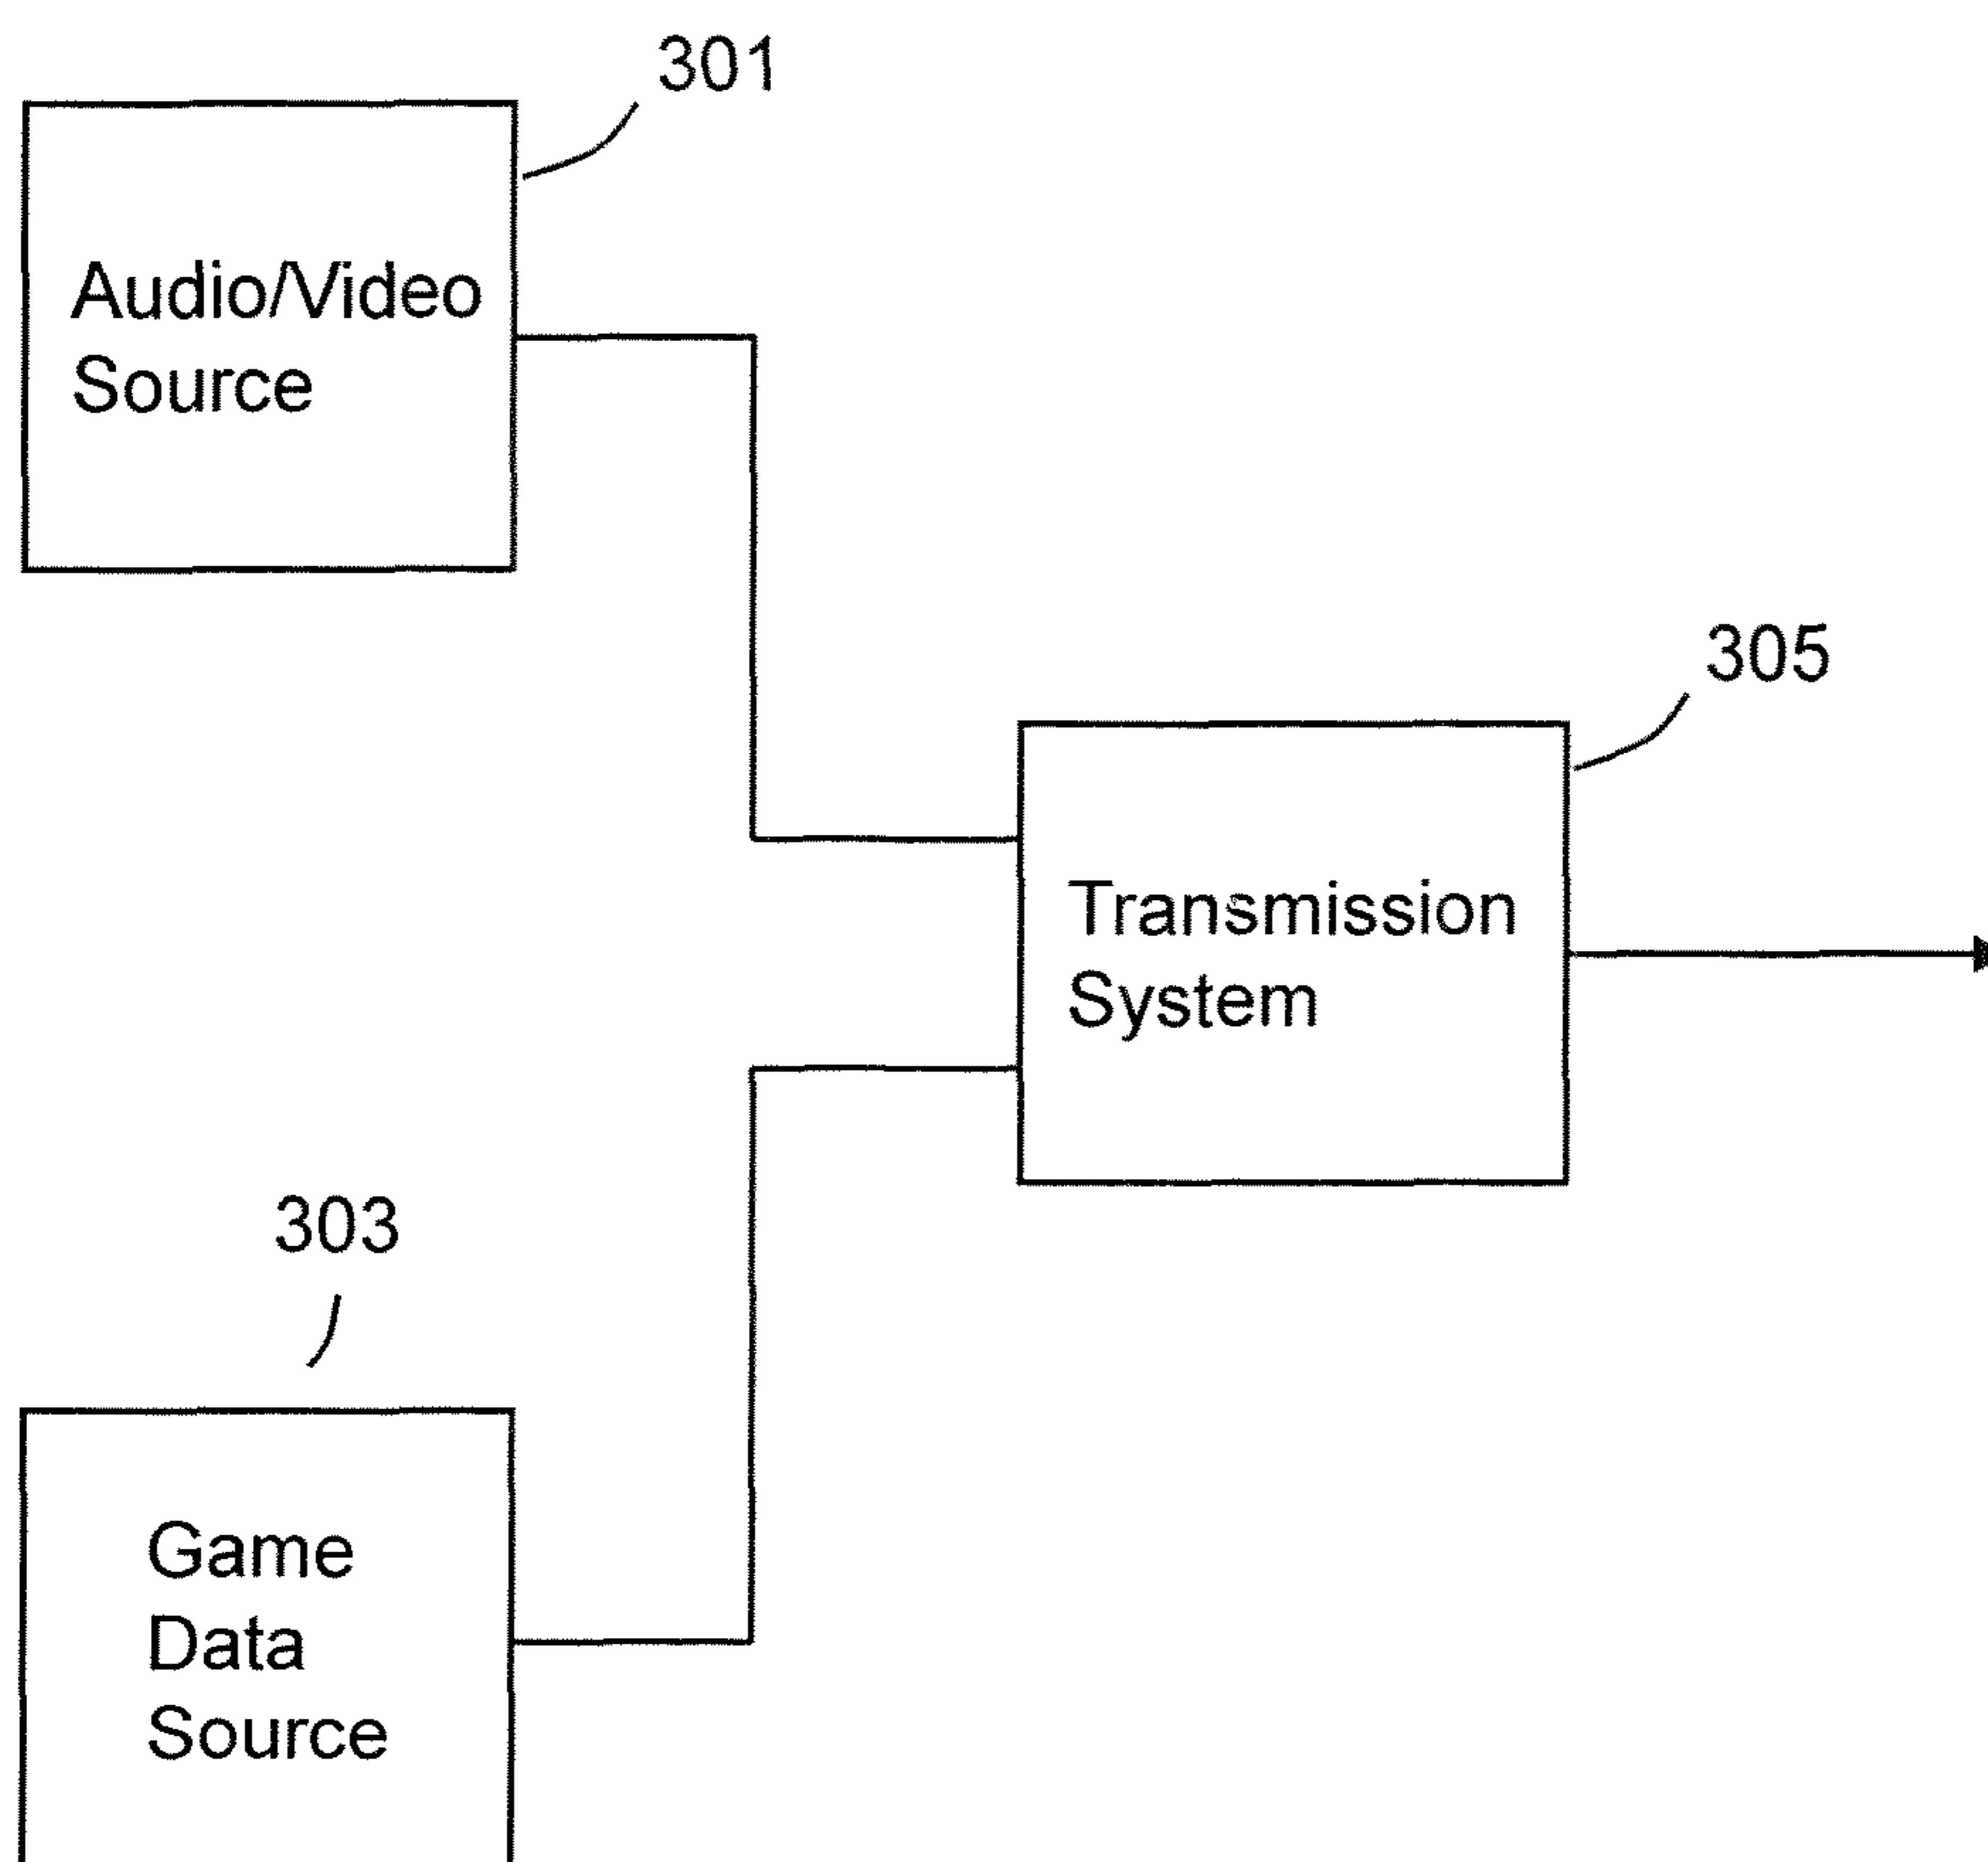 301
Audio/Video
Source
305
Transmission
System
303
Game
Data
Source